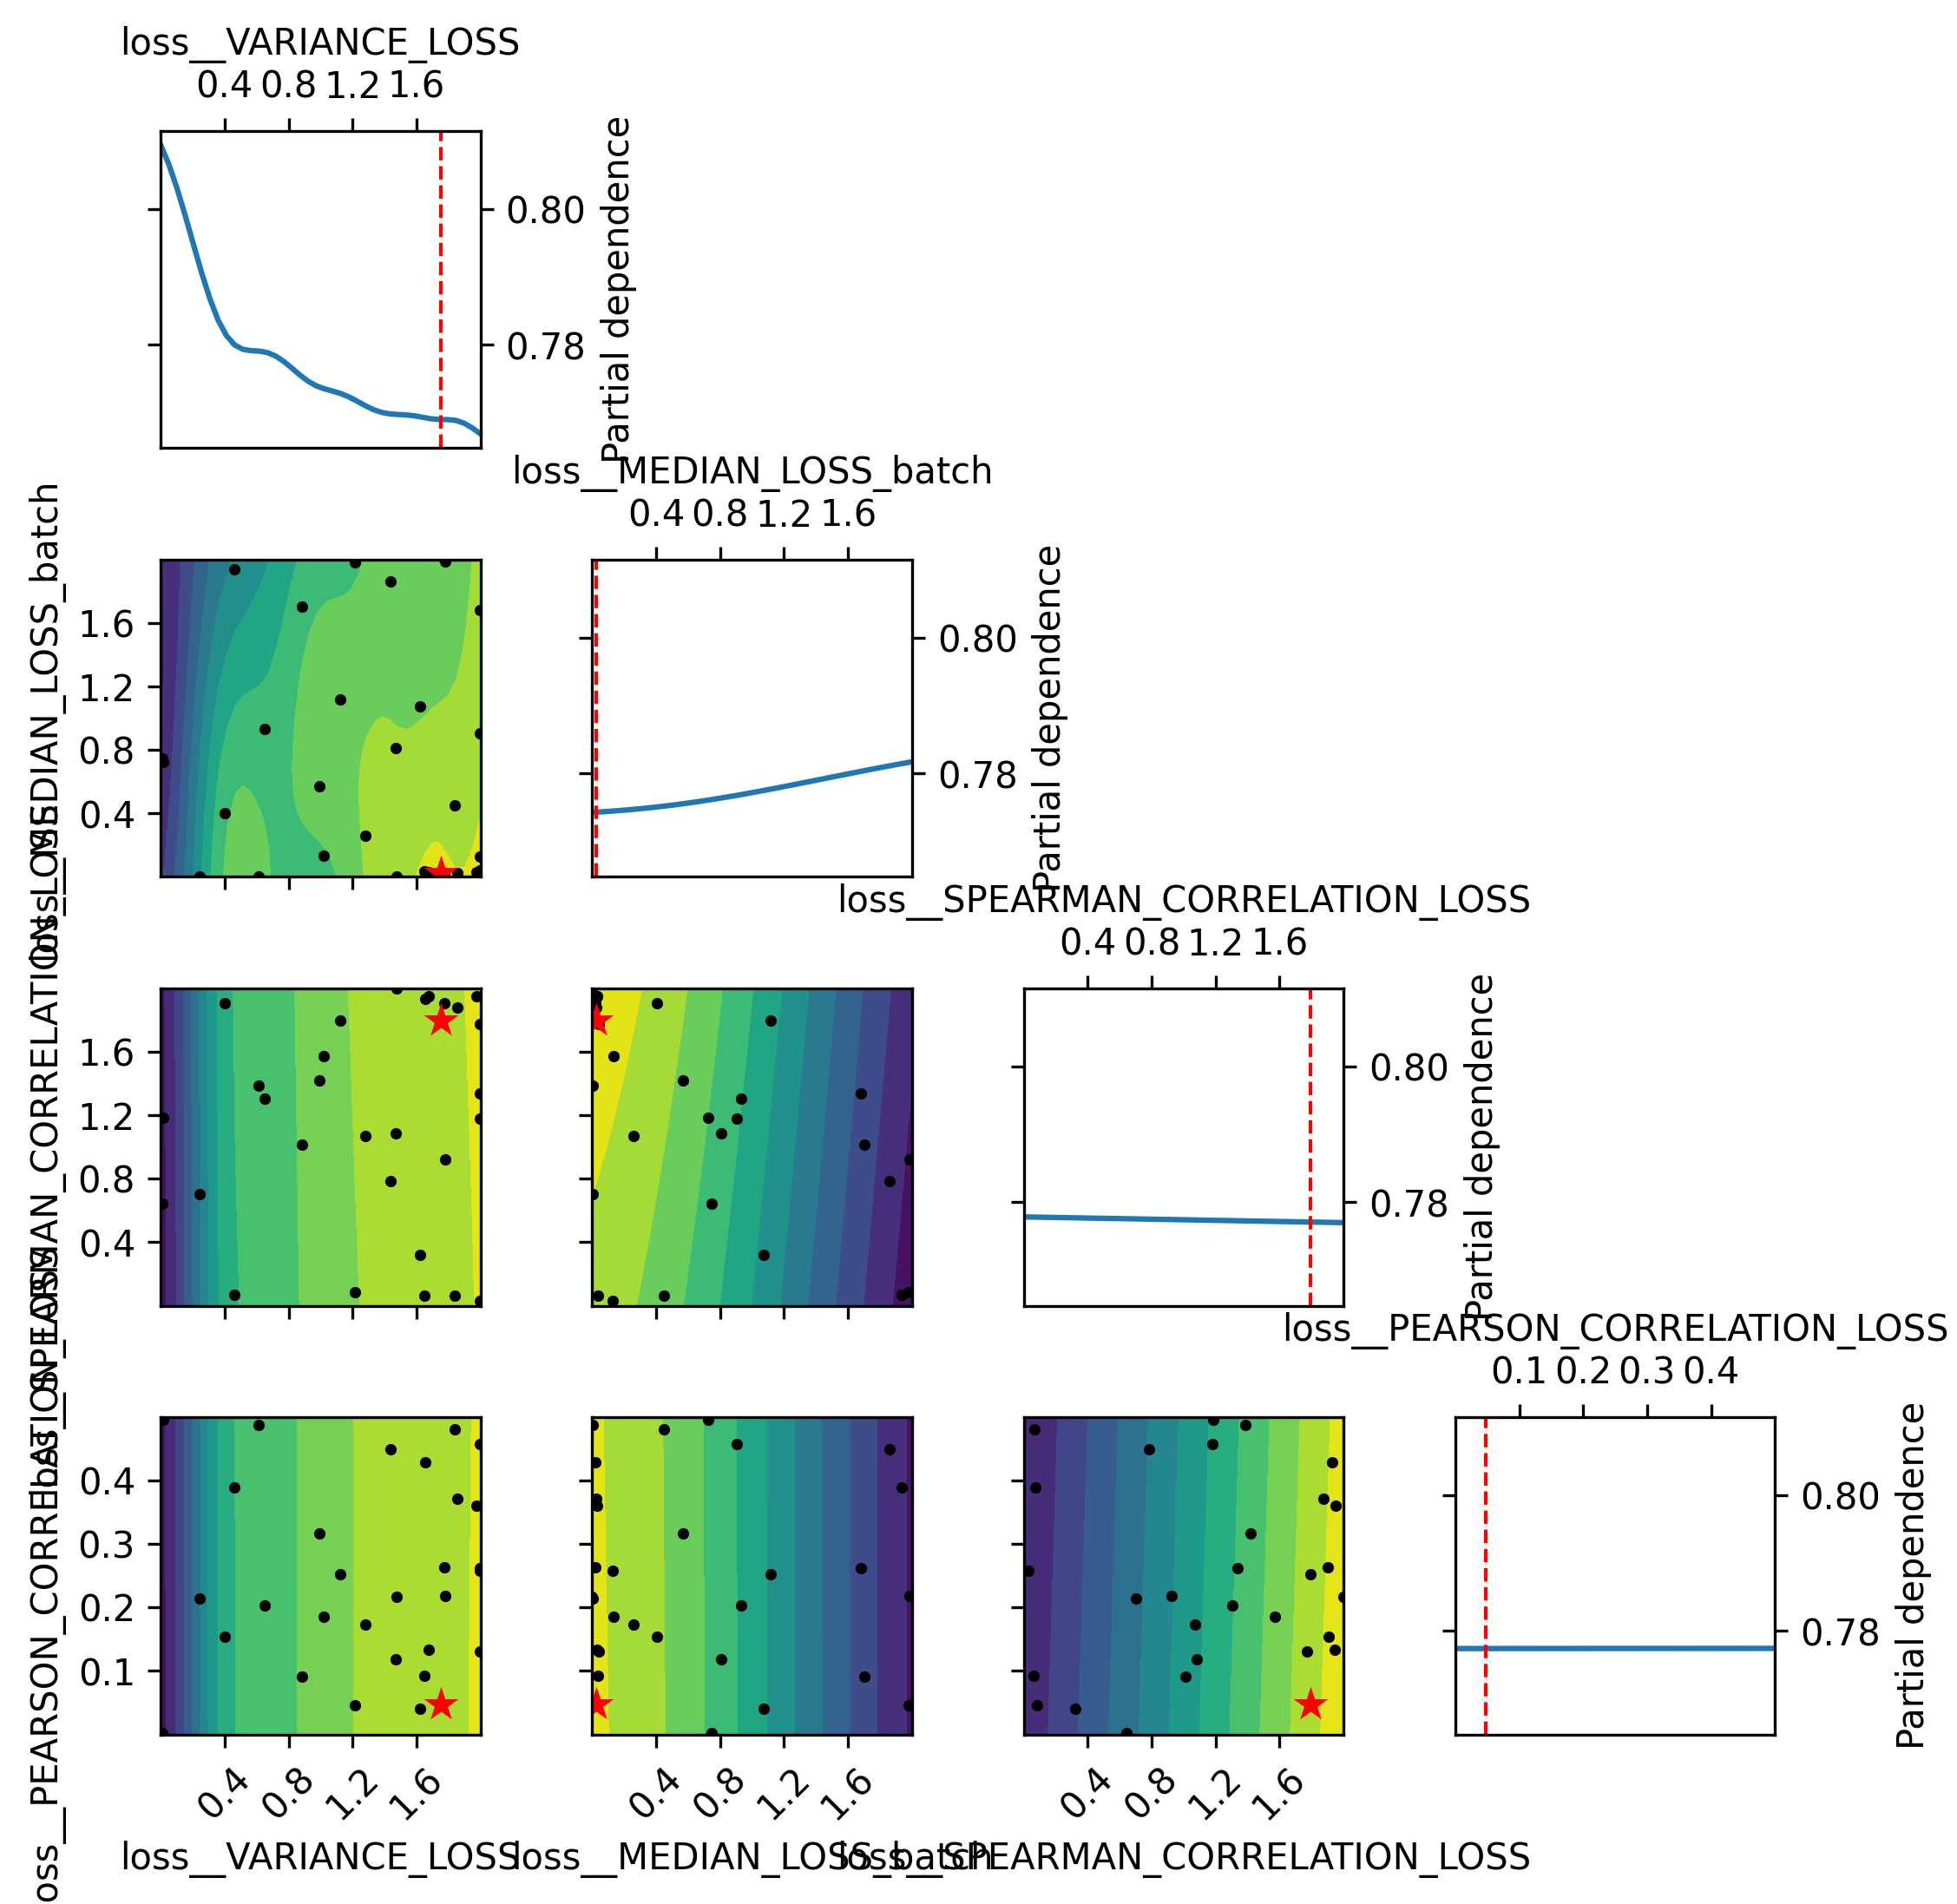 loss__VARIANCE_LOSS
0.4 0.8 1.2 1.6
0.80
0.78
Partial dependence
loss__MEDIAN_LOSS_batch
0.4 0.8 1.2 1.6
loss__MEDIAN_LOSS_batch
1.6
1.2
0.8
0.4
0.80
0.78
Partial dependence
loss__SPEARMAN_CORRELATION_LOSS
0.4 0.8 1.2 1.6
loss__SPEARMAN_CORRELATION_LOSS
1.6
1.2
0.8
0.4
0.80
0.78
Partial dependence
loss__PEARSON_CORRELATION_LOSS
0.1 0.2 0.3 0.4
oss__PEARSON_CORRELATION_LOSS
0.4
0.3
0.2
0.1
0.80
0.78
Partial dependence
0.4 0.8 1.2 1.6
0.4 0.8 1.2 1.6
0.4 0.8 1.2 1.6
loss__VARIANCE_LOSS
loss__MEDIAN_LOSS_batch
loss__SPEARMAN_CORRELATION_LOSS